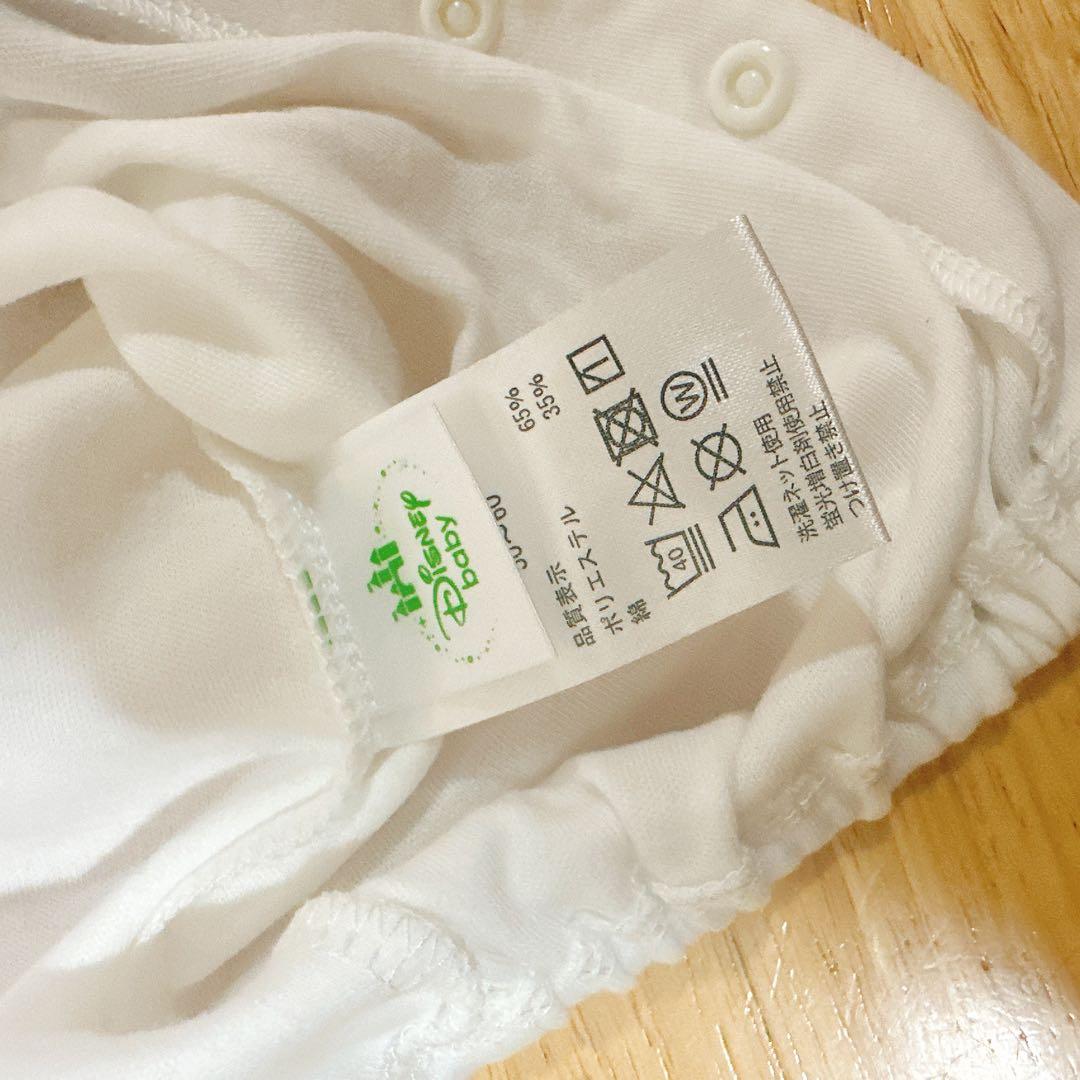 Disney
baby
品質表示
ポリエステル 65%
綿 35%
40
W
洗濯ネット使用
蛍光増白剤使用禁止
つけ置き禁止